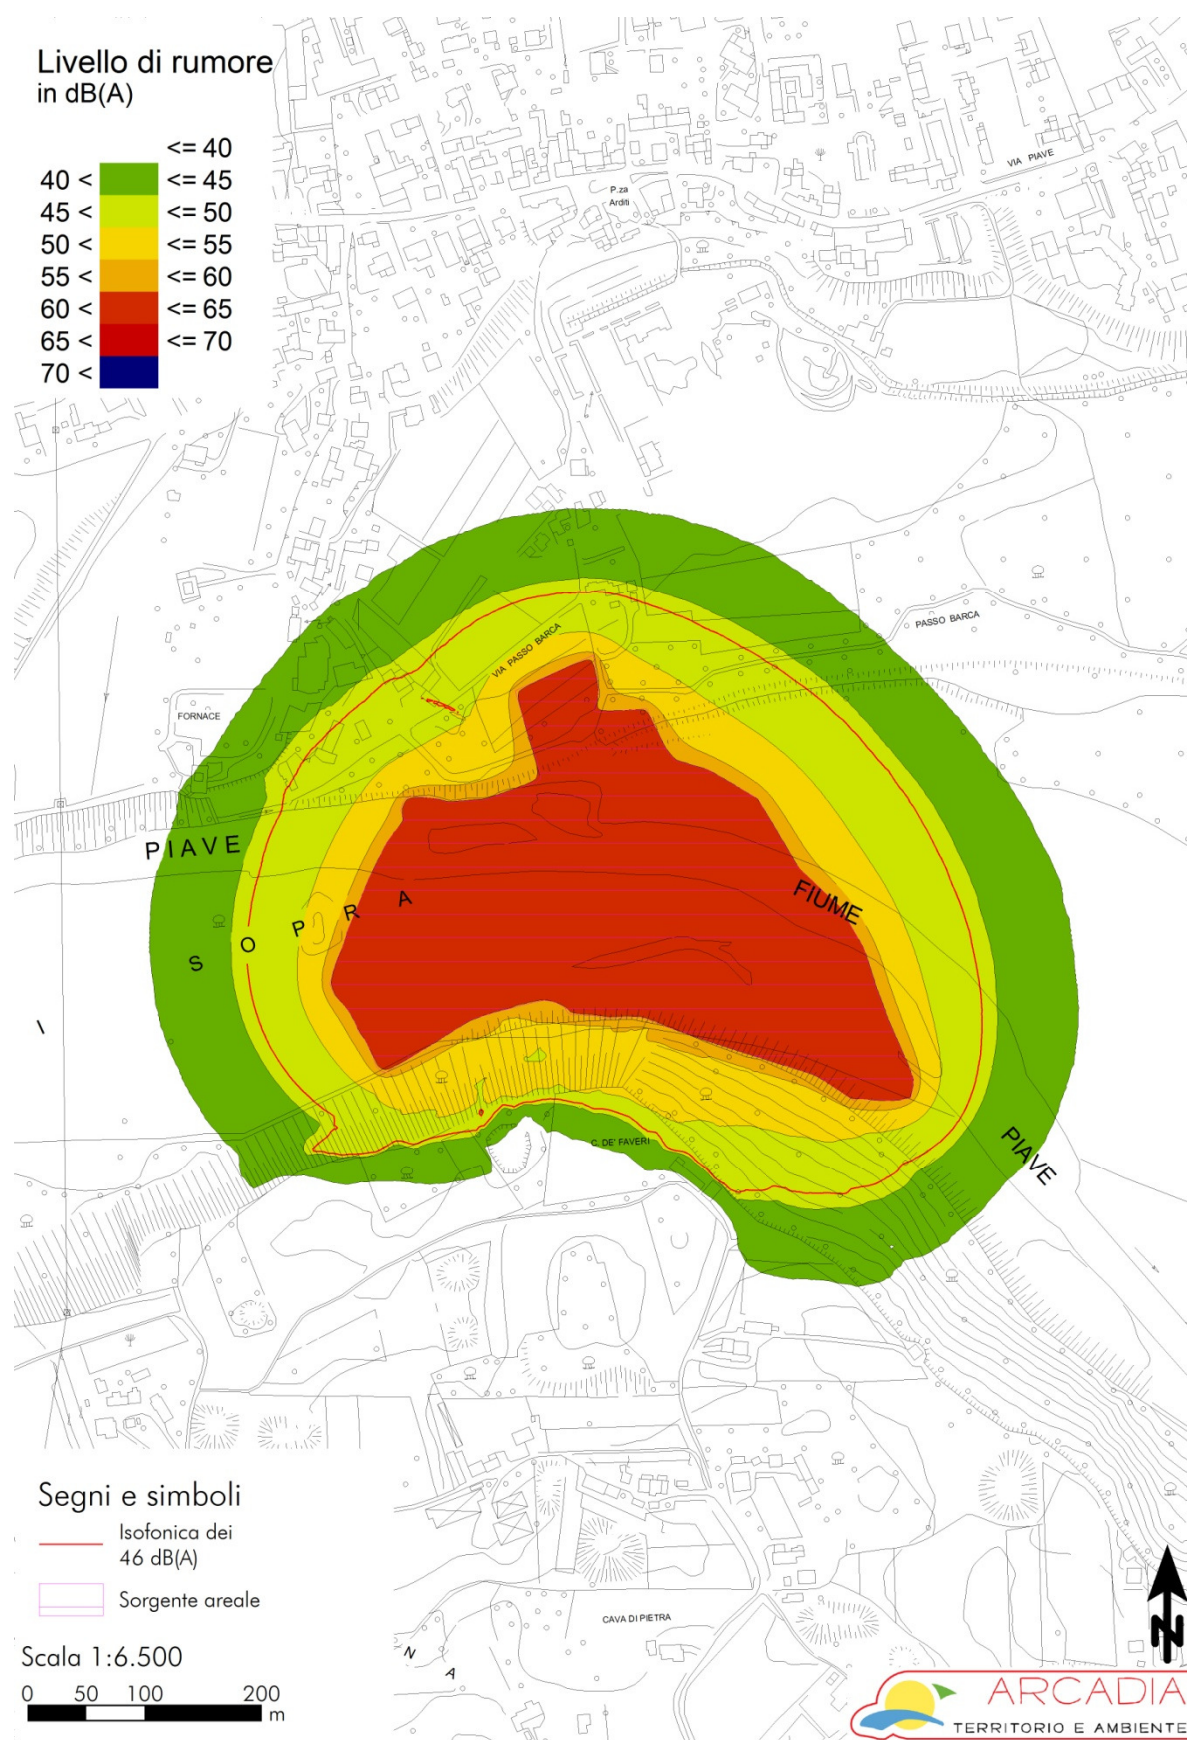 Livello di rumore
in dB(A)
<= 40
40 < <= 45
45 < <= 50
50 < <= 55
55 < <= 60
60 < <= 65
65 < <= 70
70 <
VIA PIAVE
P.za
Arditi
PASSO BARCA
VIA PASSO BARCA
FORNACE
PIAVE
FIUME
S O P R A
I
C. DE' FAVERI
PIAVE
Segni e simboli
Isofonica dei
46 dB(A)
Sorgente areale
CAVA DI PIETRA
N A
Scala 1:6.500
0 50 100 200
m
N
ARCADIA
TERRITORIO E AMBIENTE